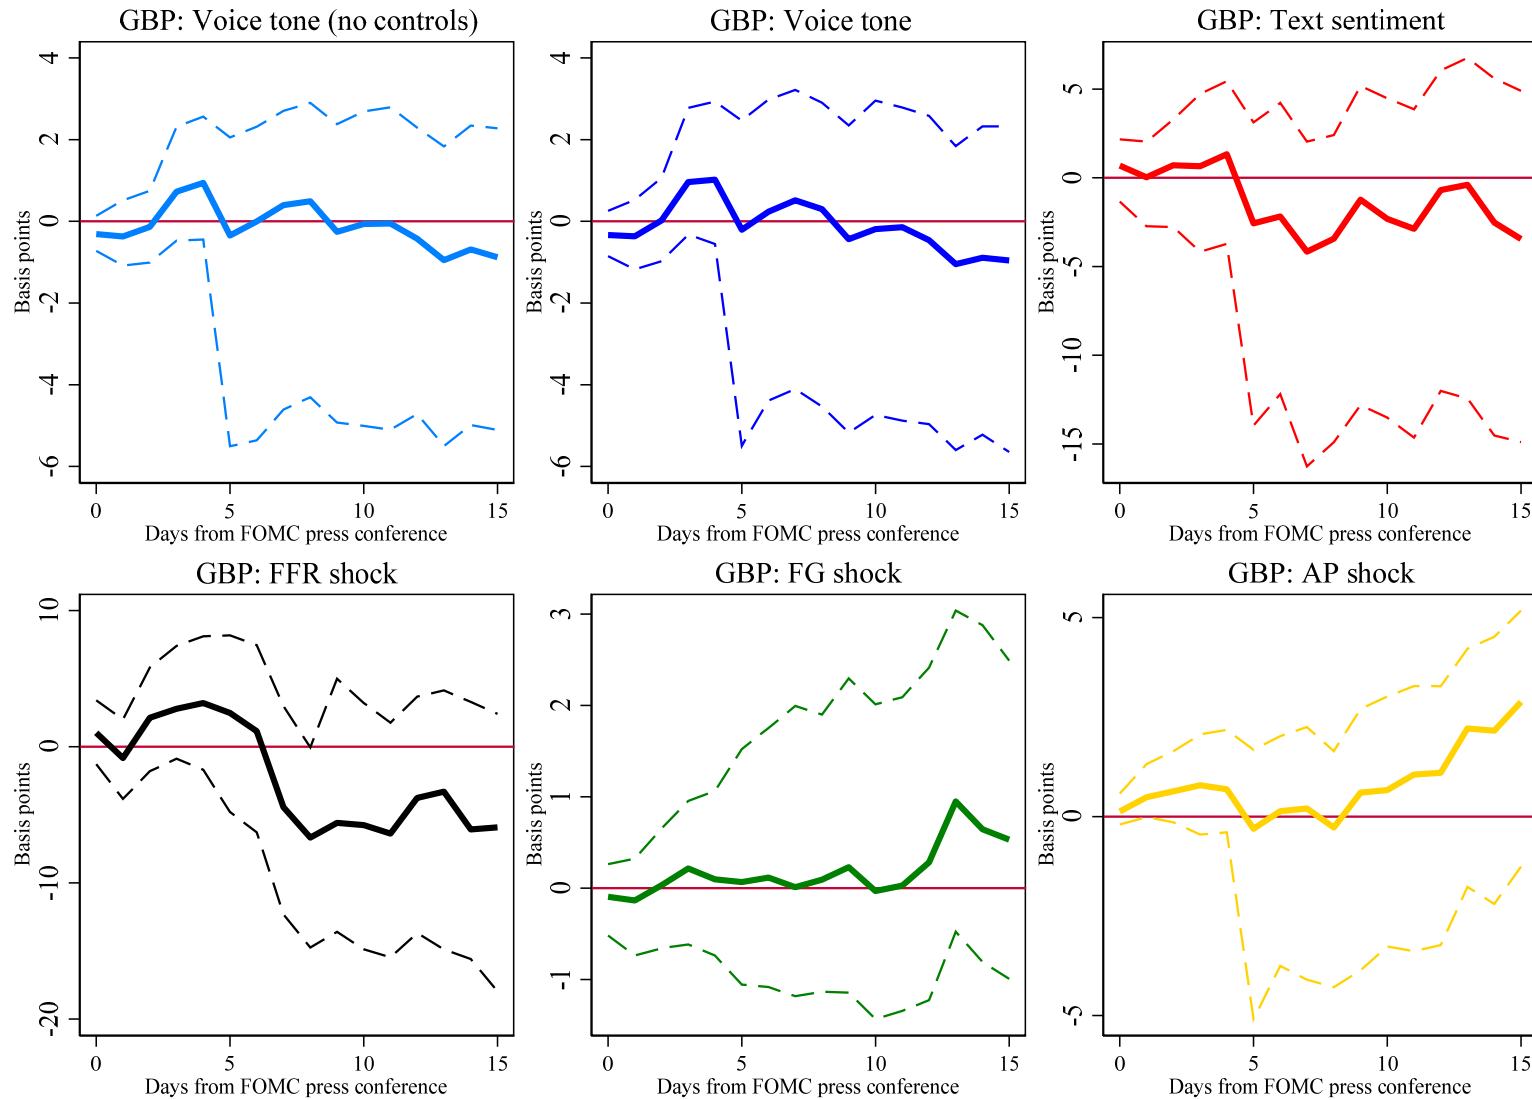 GBP: Voice tone (no controls)
Basis points
4
2
0
-2
-4
-6
0 5 10 15
Days from FOMC press conference
GBP: Voice tone
Basis points
4
2
0
-2
-4
-6
0 5 10 15
Days from FOMC press conference
GBP: Text sentiment
Basis points
5
0
-5
-10
-15
0 5 10 15
Days from FOMC press conference
GBP: FFR shock
Basis points
10
0
-10
-20
0 5 10 15
Days from FOMC press conference
GBP: FG shock
Basis points
3
2
1
0
-1
0 5 10 15
Days from FOMC press conference
GBP: AP shock
Basis points
5
0
-5
0 5 10 15
Days from FOMC press conference